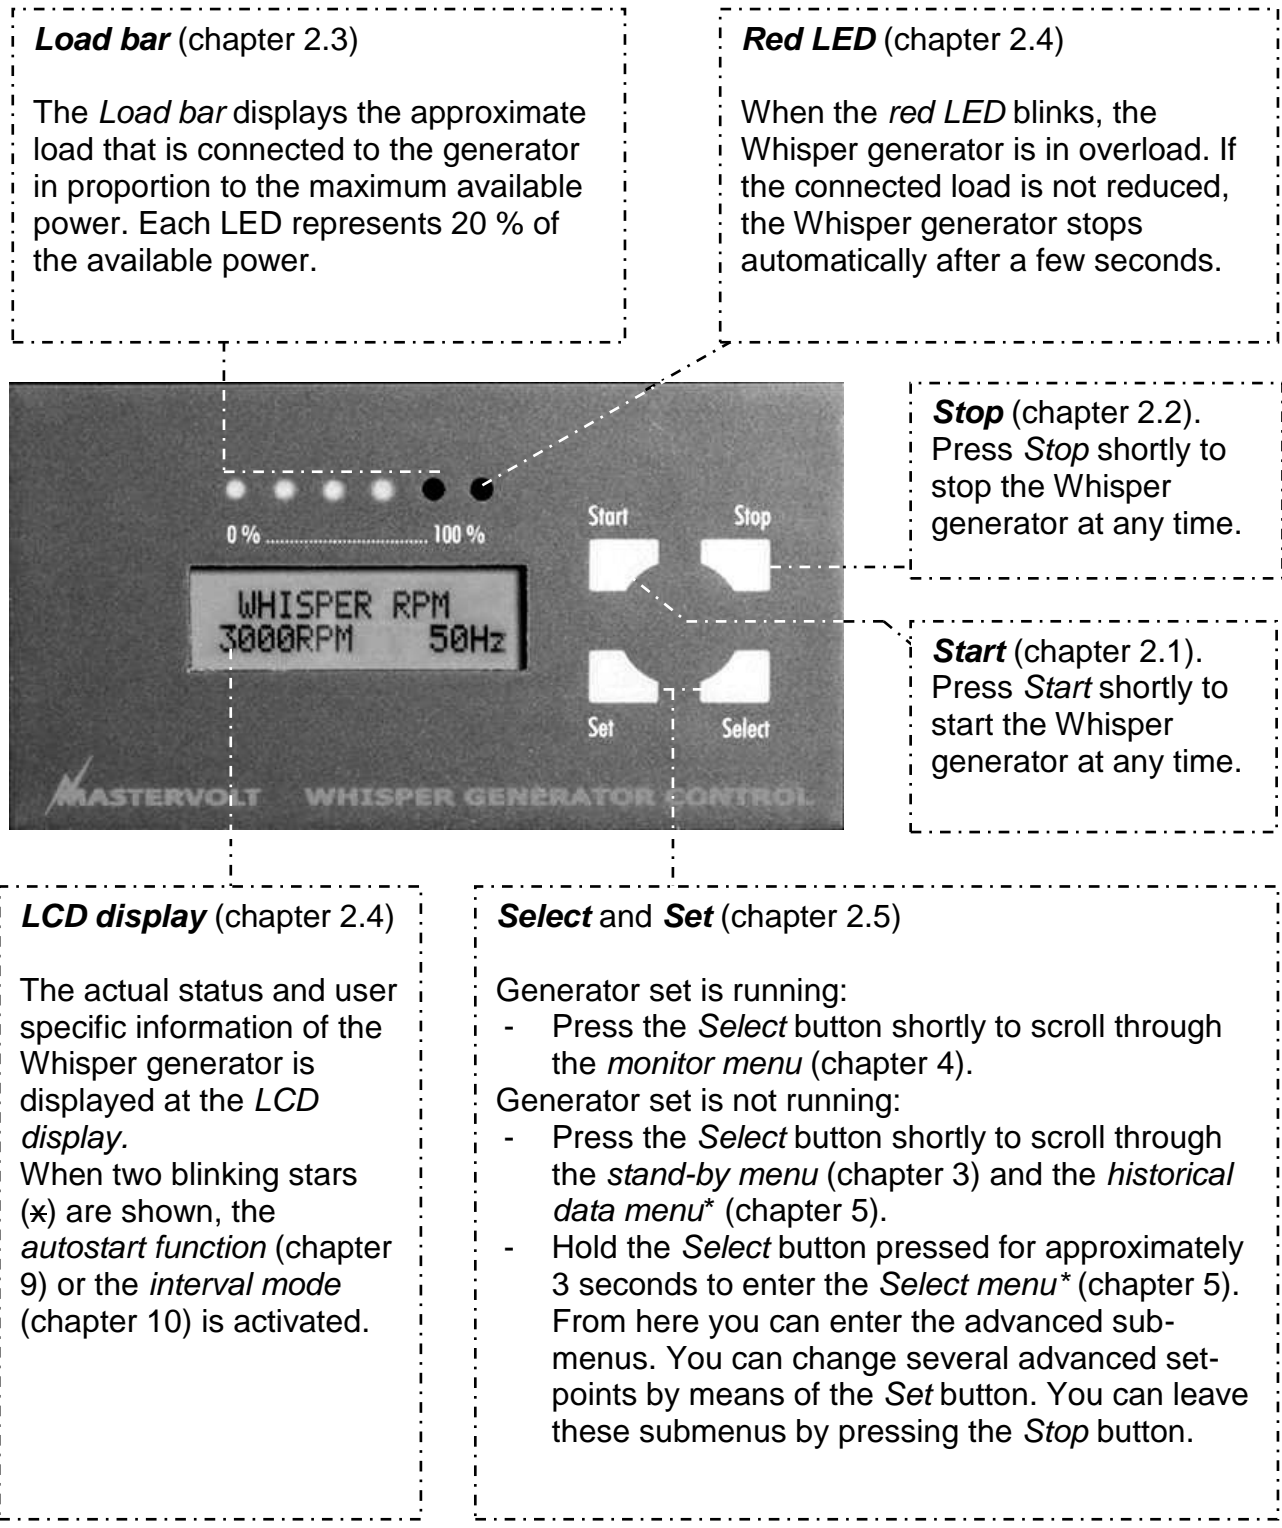 Load bar (chapter 2.3)
The Load bar displays the approximate
load that is connected to the generator
in proportion to the maximum available
power. Each LED represents 20 % of
the available power.
Red LED (chapter 2.4)
When the red LED blinks, the
Whisper generator is in overload. If
the connected load is not reduced,
the Whisper generator stops
automatically after a few seconds.
0 % ................................ 100 %
WHISPER RPM
3000RPM 50Hz
Start
Stop
Set
Select
MASTERVOLT WHISPER GENERATOR CONTROL
Stop (chapter 2.2).
Press Stop shortly to
stop the Whisper
generator at any time.
Start (chapter 2.1).
Press Start shortly to
start the Whisper
generator at any time.
LCD display (chapter 2.4)
The actual status and user
specific information of the
Whisper generator is
displayed at the LCD
display.
When two blinking stars
(⁎) are shown, the
autostart function (chapter
9) or the interval mode
(chapter 10) is activated.
Select and Set (chapter 2.5)
Generator set is running:
- Press the Select button shortly to scroll through
the monitor menu (chapter 4).
Generator set is not running:
- Press the Select button shortly to scroll through
the stand-by menu (chapter 3) and the historical
data menu* (chapter 5).
- Hold the Select button pressed for approximately
3 seconds to enter the Select menu* (chapter 5).
From here you can enter the advanced sub-
menus. You can change several advanced set-
points by means of the Set button. You can leave
these submenus by pressing the Stop button.